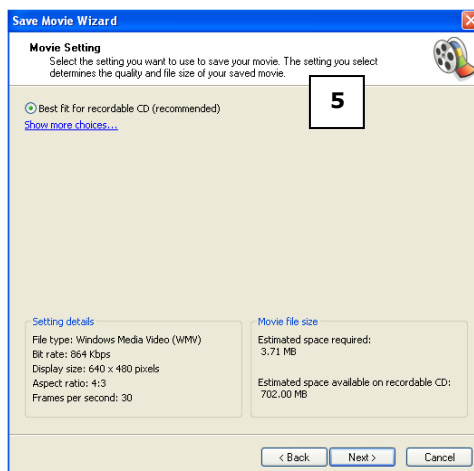 Save Movie Wizard
Movie Setting
Select the setting you want to use to save your movie. The setting you select
determines the quality and file size of your saved movie.
5
Best fit for recordable CD (recommended)
Show more choices...
Setting details
File type: Windows Media Video (WMV)
Bit rate: 864 Kbps
Display size: 640 x 480 pixels
Aspect ratio: 4:3
Frames per second: 30
Movie file size
Estimated space required:
3.71 MB
Estimated space available on recordable CD:
702.00 MB
< Back
Next >
Cancel